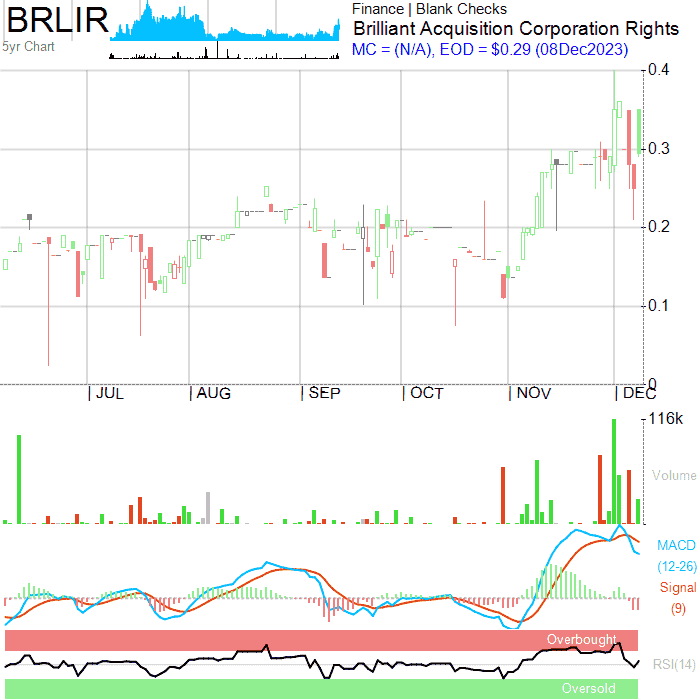 BRLIR
5yr Chart
Finance | Blank Checks
Brilliant Acquisition Corporation Rights
MC = (N/A), EOD = $0.29 (08Dec2023)
0.4
0.3
0.2
0.1
0
JUL AUG SEP OCT NOV DEC
116k
Volume
MACD
(12-26)
Signal
(9)
Overbought
RSI(14)
Oversold